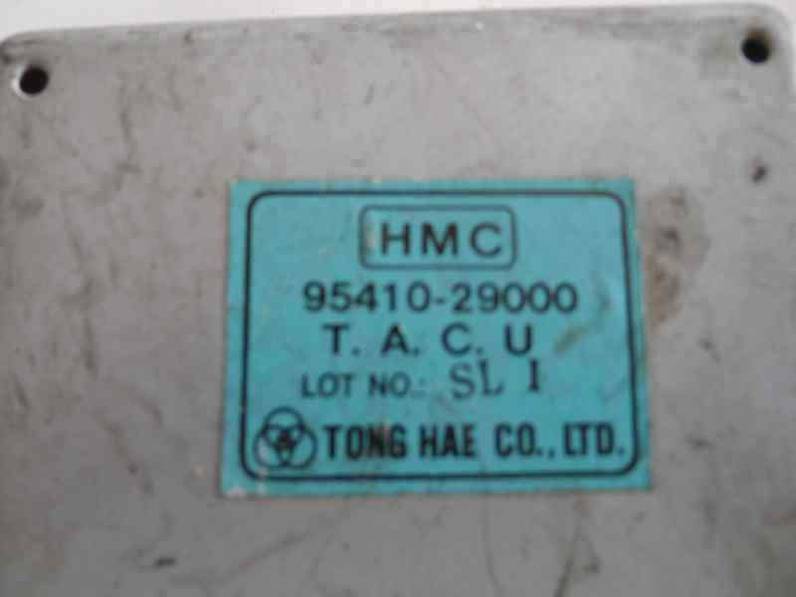 HMC
95410-29000
T. A. C. U
LOT NO.: SL I
TONG HAE CO., LTD.